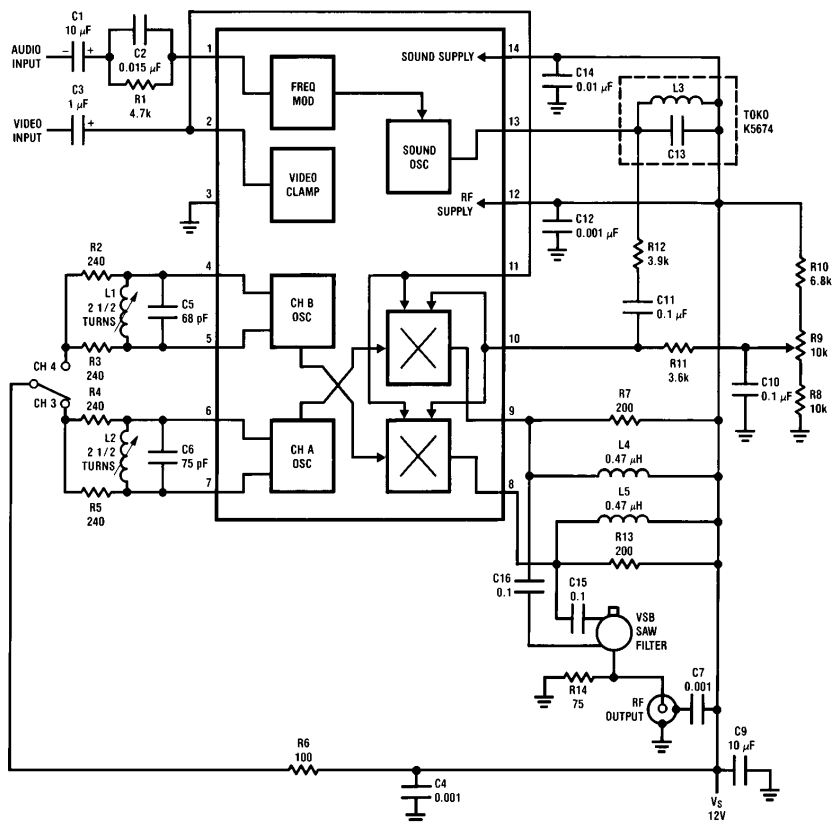 C1
10 µF
AUDIO
INPUT
C2
0.015 µF
R1
4.7k
C3
1 µF
VIDEO
INPUT
1
2
3
FREQ
MOD
VIDEO
CLAMP
SOUND
OSC
SOUND SUPPLY
RF
SUPPLY
14
13
12
11
10
9
8
C14
0.01 µF
L3
C13
TOKO
K5674
C12
0.001 µF
R12
3.9k
C11
0.1 µF
R10
6.8k
R9
10k
R8
10k
R11
3.6k
C10
0.1 µF
R2
240
L1
2 1/2
TURNS
C5
68 pF
R3
240
4
5
CH B
OSC
CH 4
CH 3
R4
240
L2
2 1/2
TURNS
C6
75 pF
R5
240
6
7
CH A
OSC
R7
200
L4
0.47 µH
L5
0.47 µH
R13
200
C16
0.1
C15
0.1
VSB
SAW
FILTER
R14
75
RF
OUTPUT
C7
0.001
C9
10 µF
R6
100
C4
0.001
VS
12V